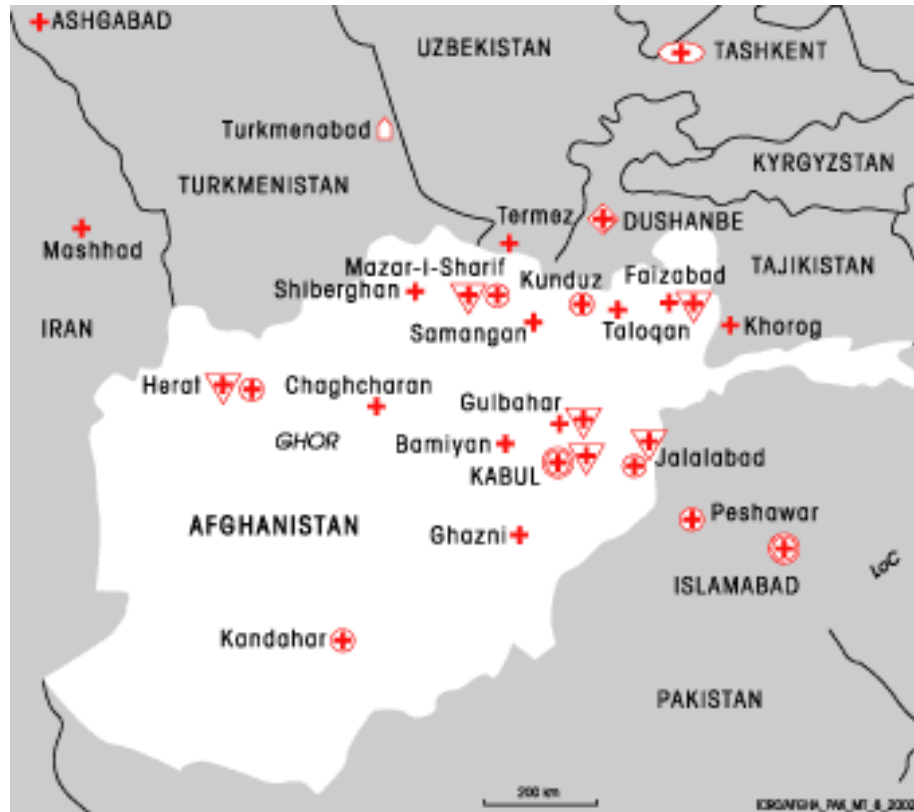 ASHGABAD
UZBEKISTAN
TASHKENT
Turkmenabad
KYRGYZSTAN
TURKMENISTAN
Termez
DUSHANBE
Mashhad
Mazar-i-Sharif
Kunduz
Faizabad
TAJIKISTAN
Shiberghan
IRAN
Samangan
Taloqan
Khorog
Herat
Chaghcharan
Gulbahar
GHOR
Bamiyan
Jalalabad
KABUL
AFGHANISTAN
Ghazni
Peshawar
LoC
ISLAMABAD
Kandahar
PAKISTAN
200 km